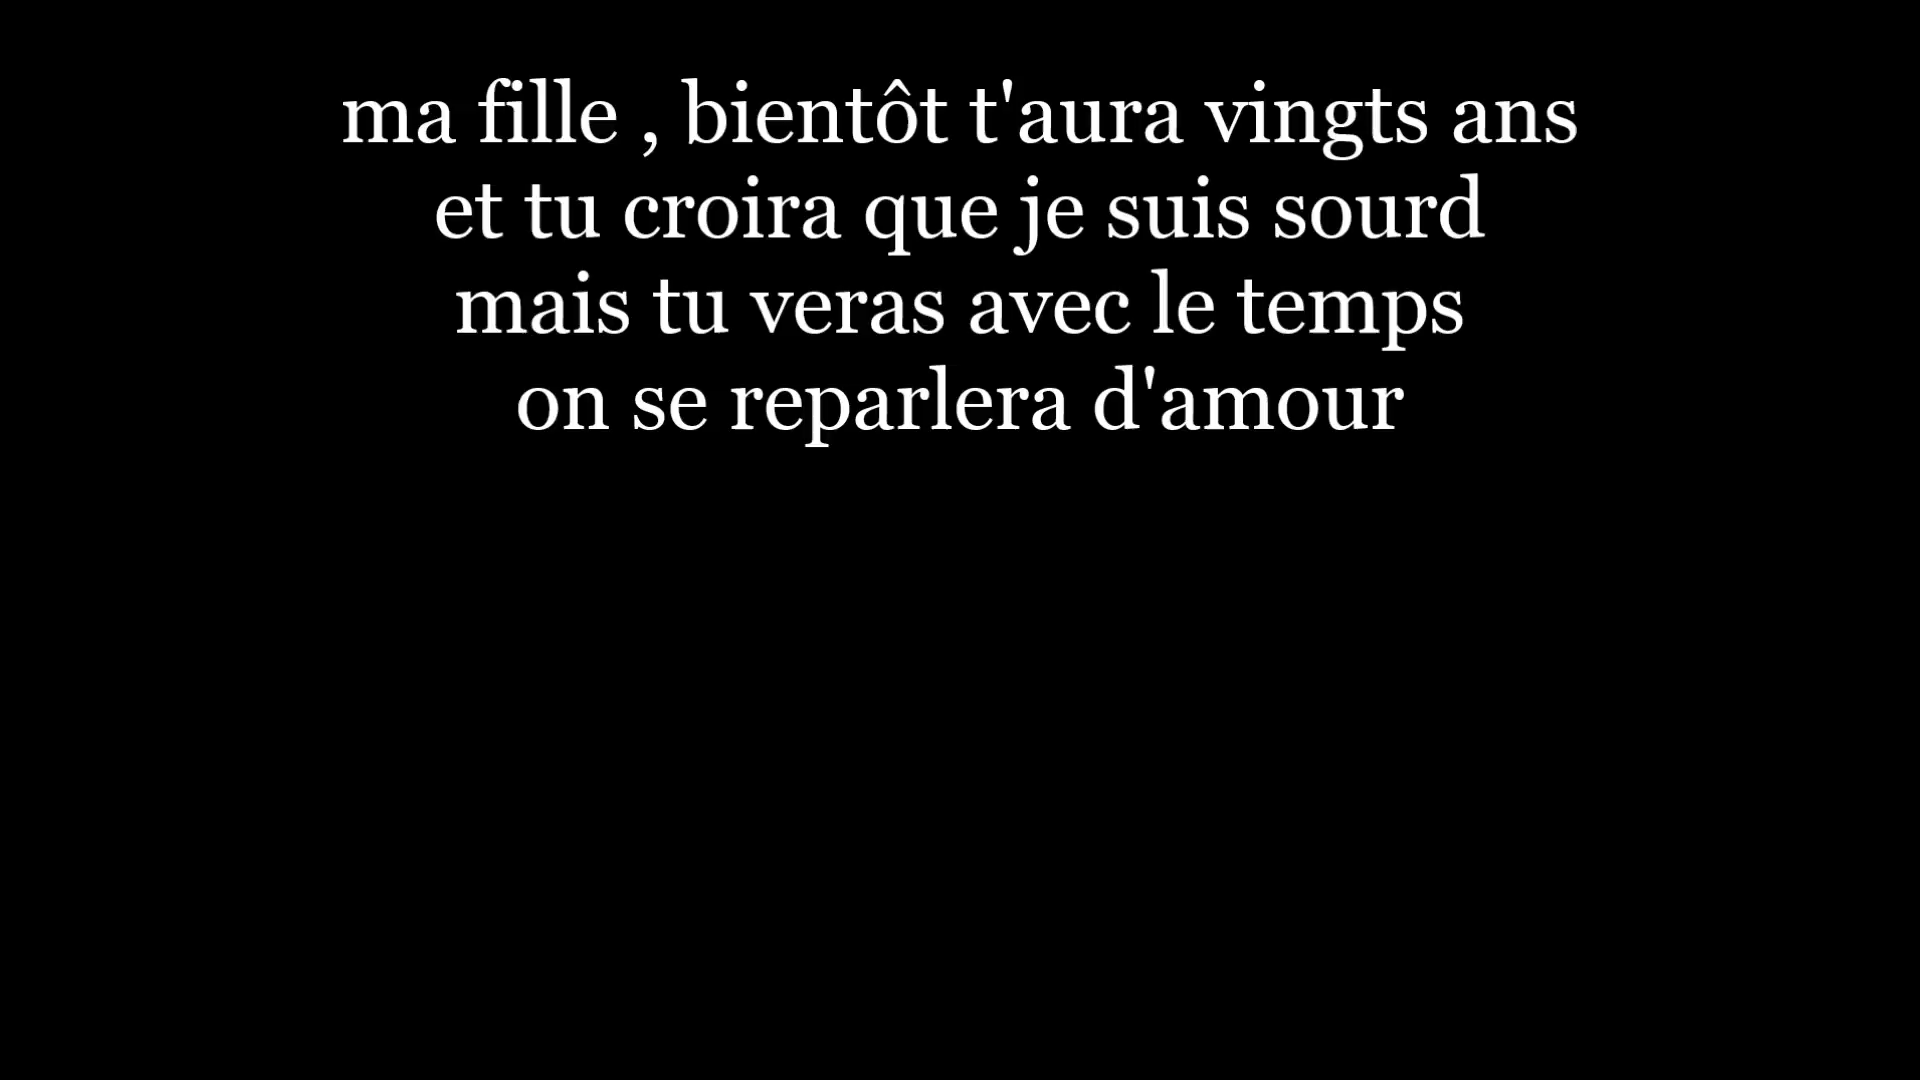 ma fille , bientôt t'aura vingts ans
et tu croira que je suis sourd
mais tu veras avec le temps
on se reparlera d'amour